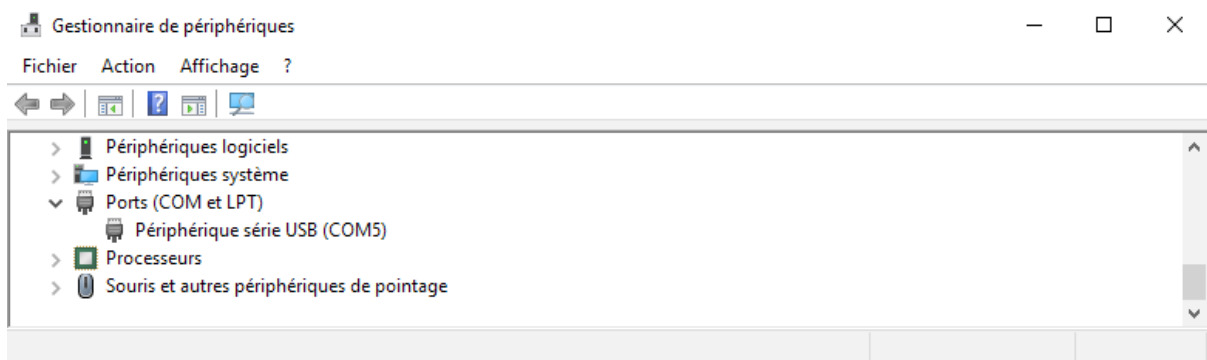 Gestionnaire de périphériques
Fichier Action Affichage ?
Périphériques logiciels
Périphériques système
Ports (COM et LPT)
Périphérique série USB (COM5)
Processeurs
Souris et autres périphériques de pointage